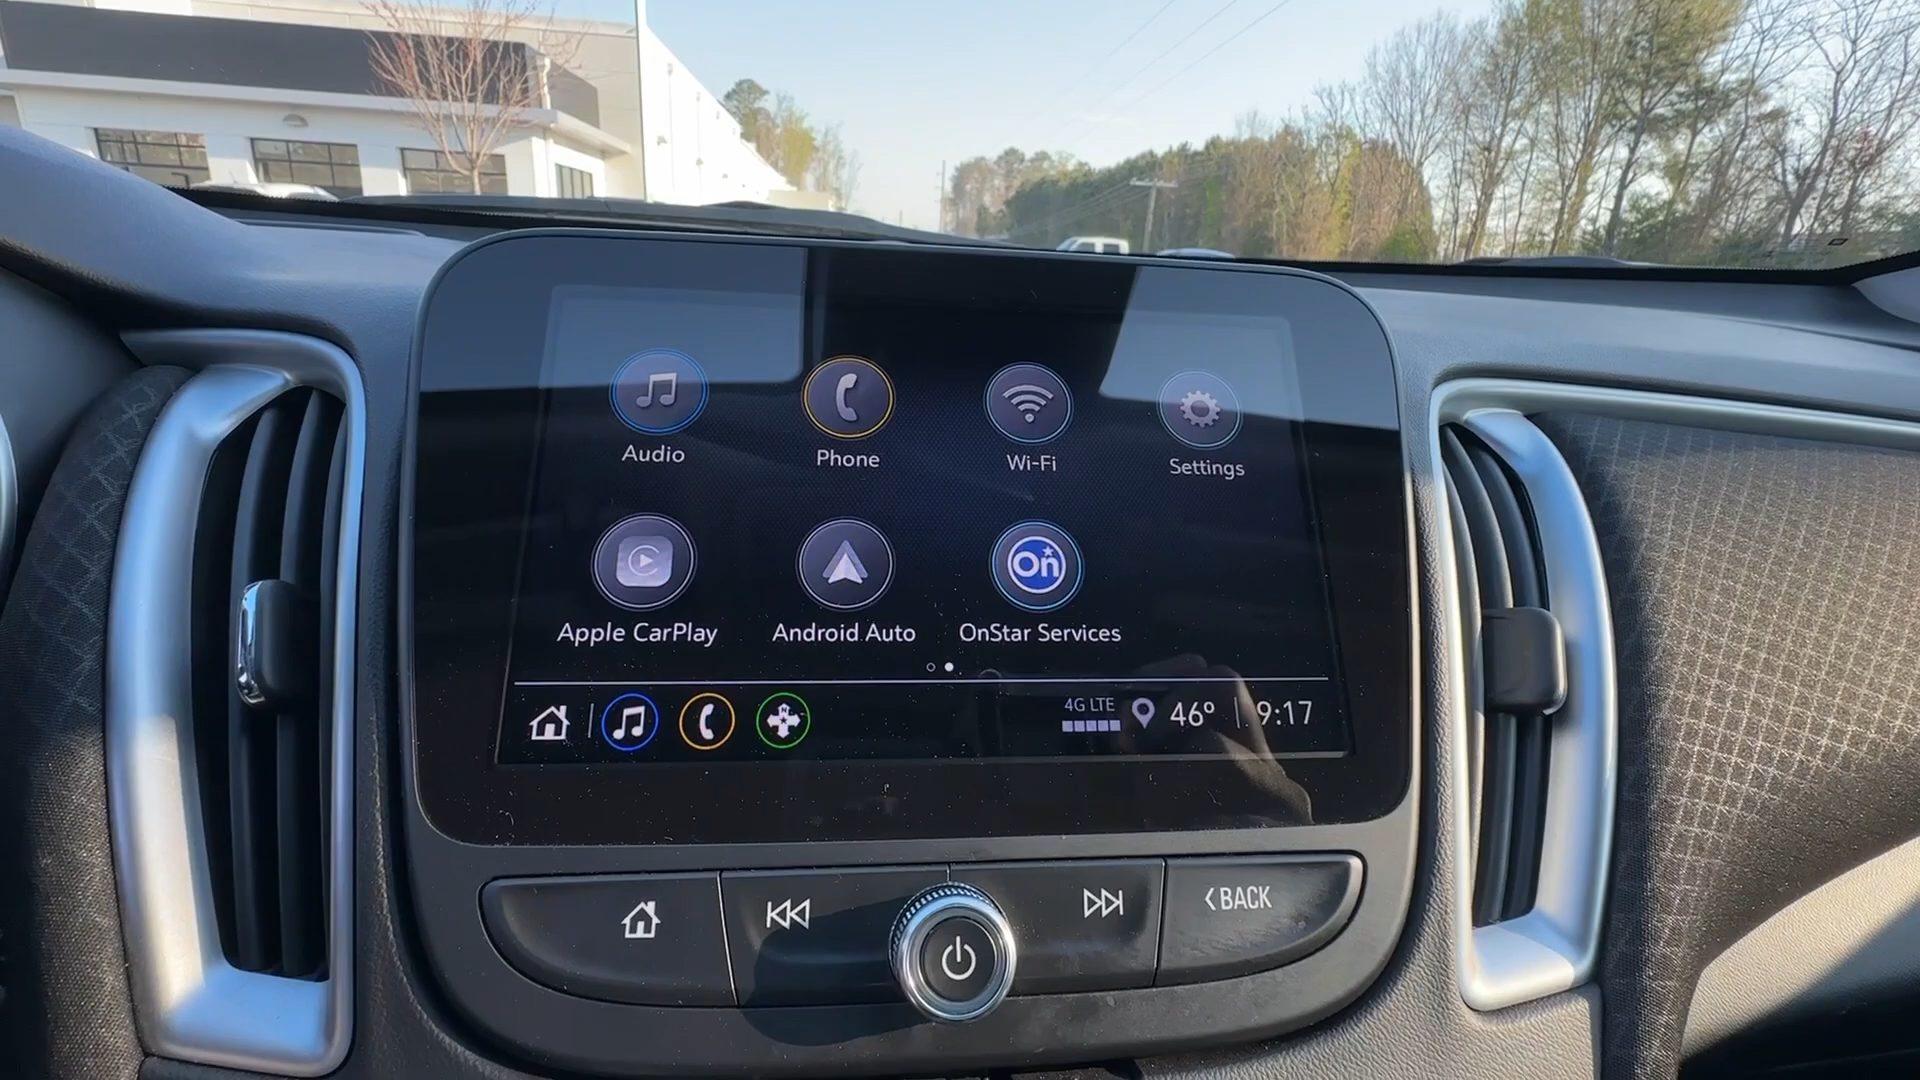 Audio
Phone
Wi-Fi
Settings
Apple CarPlay
Android Auto
On
OnStar Services
N
4G LTE
46°
9:17
BACK